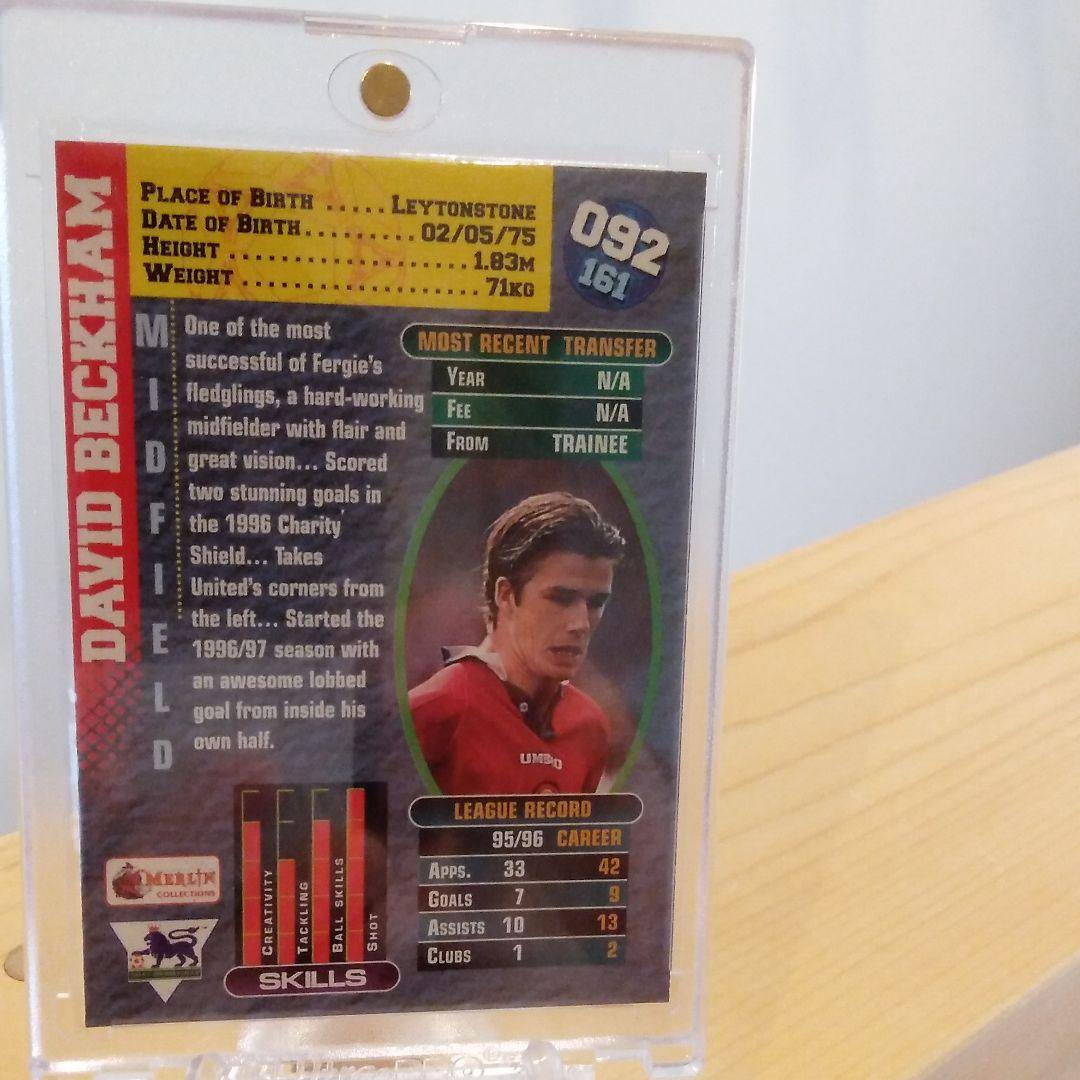 DAVID BECKHAM
PLACE OF BIRTH ..... LEYTONSTONE
DATE OF BIRTH......... 02/05/75
HEIGHT ................... 1.83M
WEIGHT ................... 71KG
092
161
MIDFIELD
One of the most
successful of Fergie's
fledglings, a hard-working
midfielder with flair and
great vision... Scored
two stunning goals in
the 1996 Charity
Shield... Takes
United's corners from
the left... Started the
1996/97 season with
an awesome lobbed
goal from inside his
own half.
MOST RECENT TRANSFER
YEAR N/A
FEE N/A
FROM TRAINEE
UMBRO
LEAGUE RECORD
95/96 CAREER
APPS. 33 42
GOALS 7 9
ASSISTS 10 13
CLUBS 1 2
CREATIVITY
TACKLING
BALL SKILLS
SHOT
SKILLS
MERLIN
COLLECTIONS